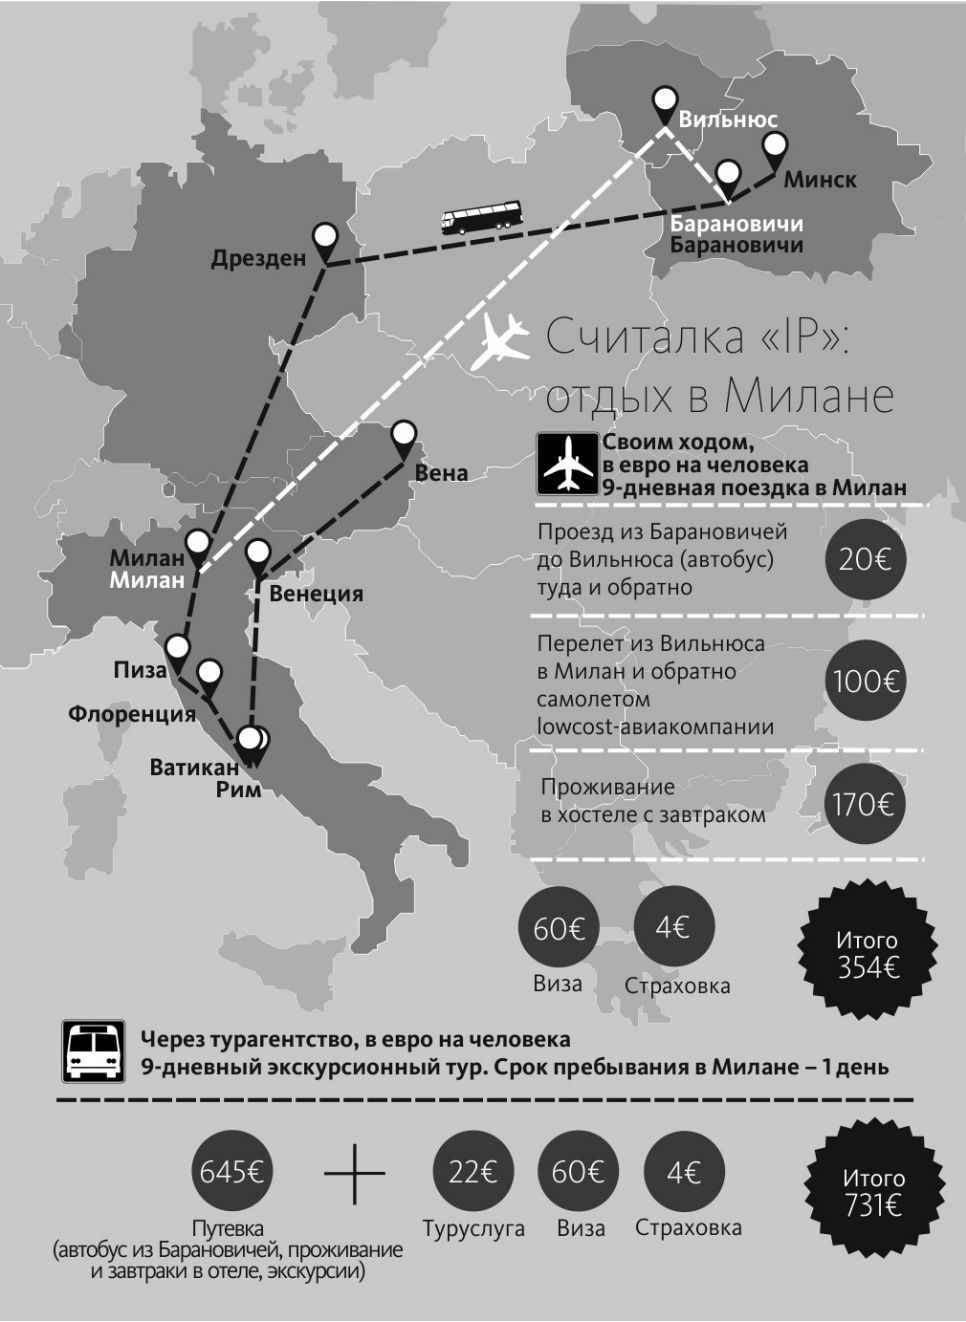 Вильнюс
Минск
Барановичи
Барановичи
Дрезден
Считалка «IP»:
отдых в Милане
Вена
Милан
Милан
Венеция
Пиза
Флоренция
Ватикан
Рим
Своим ходом,
в евро на человека
9-дневная поездка в Милан
Проезд из Барановичей
до Вильнюса (автобус)
туда и обратно
20€
Перелет из Вильнюса
в Милан и обратно
самолетом
lowcost-авиакомпании
100€
Проживание
в хостеле с завтраком
170€
60€
Виза
4€
Страховка
Итого
354€
Через турагентство, в евро на человека
9-дневный экскурсионный тур. Срок пребывания в Милане – 1 день
645€
Путевка
(автобус из Барановичей, проживание
и завтраки в отеле, экскурсии)
22€
Туруслуга
60€
Виза
4€
Страховка
Итого
731€